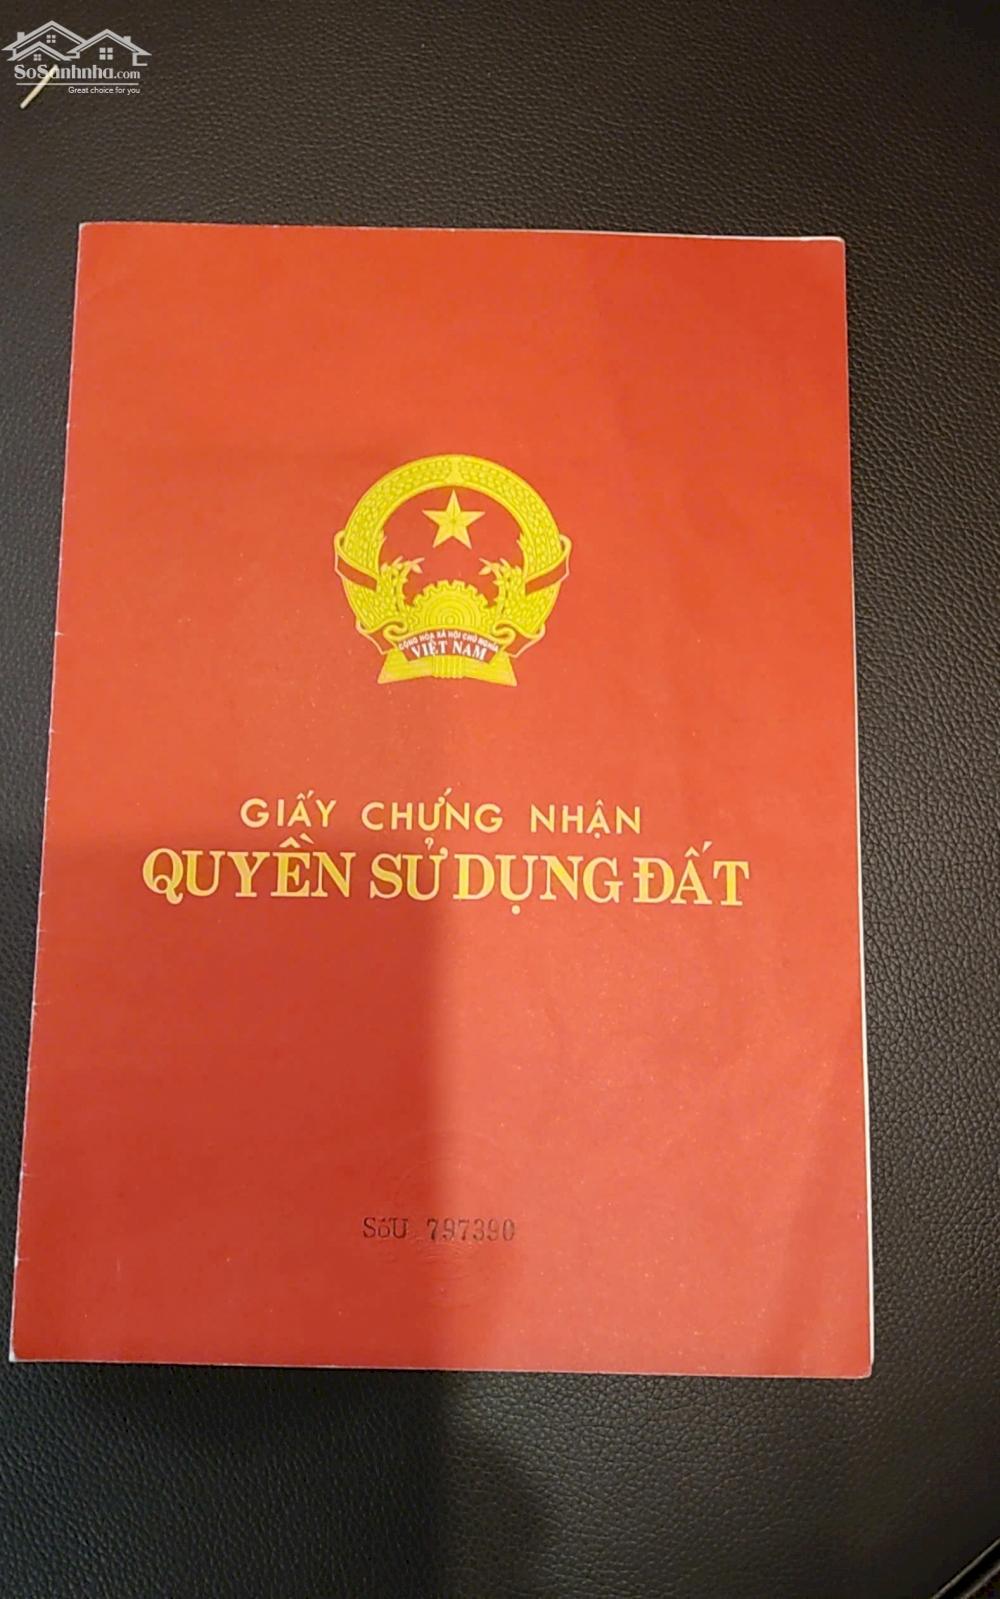 SoSanhnha.com
Great choice for you
CỘNG HÒA XÃ HỘI CHỦ NGHĨA
VIỆT NAM
GIẤY CHỨNG NHẬN
QUYỀN SỬ DỤNG ĐẤT
SốU 797390